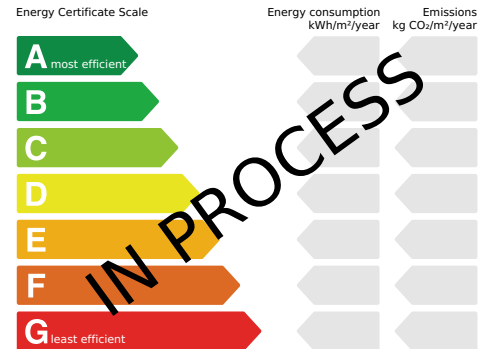 Energy Certificate Scale
Energy consumption
kWh/m²/year
Emissions
kg CO₂/m²/year
A most efficient
B
C
D
E
F
G least efficient
IN PROCESS